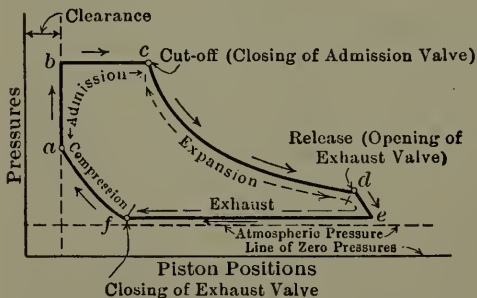 Clearance
b
c
Cut-off (Closing of Admission Valve)
Pressures
Admission
a
Compression
Expansion
Release (Opening of
Exhaust Valve)
d
Exhaust
f
e
Atmospheric Pressure
Line of Zero Pressures
Piston Positions
Closing of Exhaust Valve